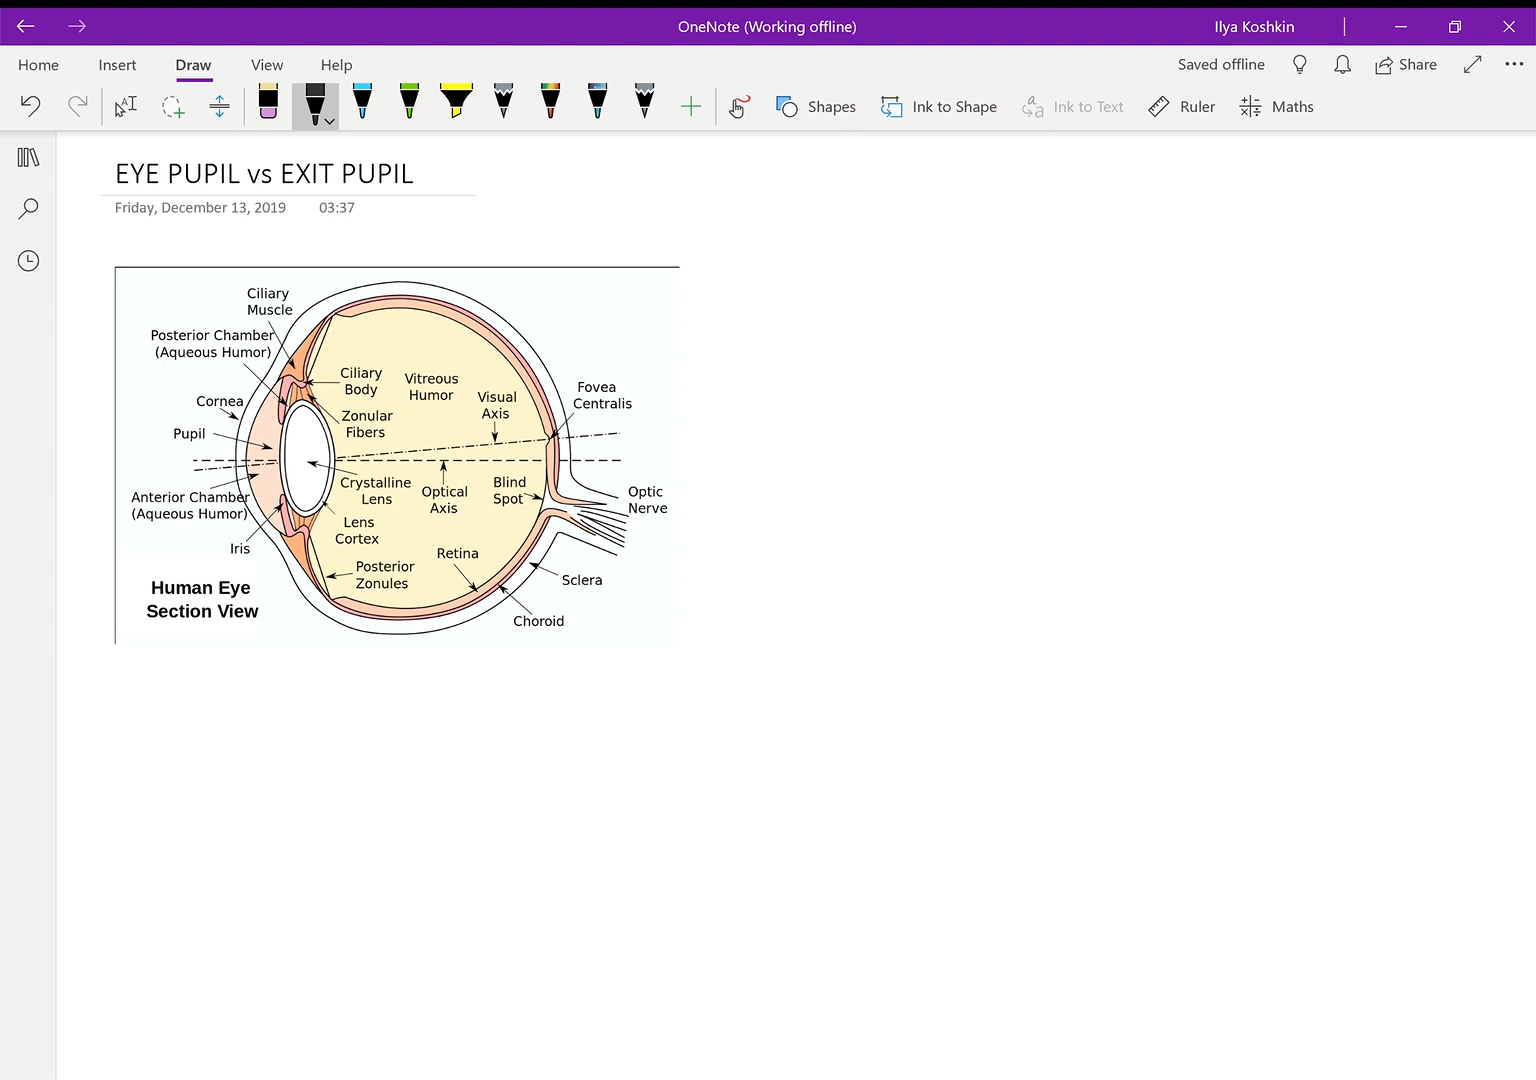 OneNote (Working offline)
Ilya Koshkin
Home Insert Draw View Help
Saved offline
Share
Shapes
Ink to Shape
Ink to Text
Ruler
Maths
EYE PUPIL vs EXIT PUPIL
Friday, December 13, 2019 03:37
Ciliary
Muscle
Posterior Chamber
(Aqueous Humor)
Cornea
Pupil
Anterior Chamber
(Aqueous Humor)
Iris
Ciliary
Body
Zonular
Fibers
Vitreous
Humor
Visual
Axis
Fovea
Centralis
Crystalline
Lens
Optical
Axis
Blind
Spot
Optic
Nerve
Lens
Cortex
Retina
Posterior
Zonules
Sclera
Choroid
Human Eye
Section View